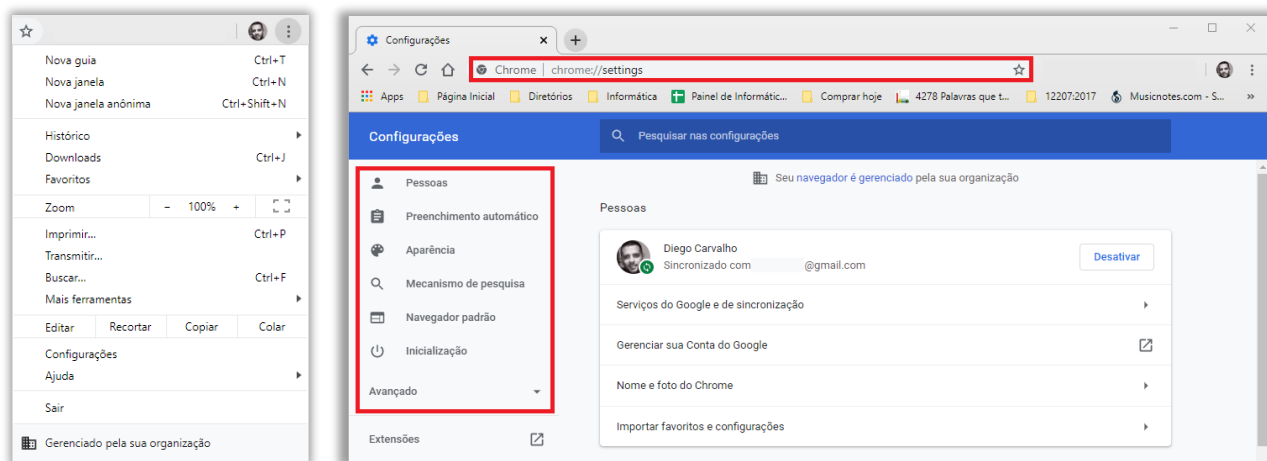 Nova guia Ctrl+T
Nova janela Ctrl+N
Nova janela anônima Ctrl+Shift+N
Histórico
Downloads Ctrl+J
Favoritos
Zoom - 100% +
Imprimir... Ctrl+P
Transmitir...
Buscar... Ctrl+F
Mais ferramentas
Editar Recortar Copiar Colar
Configurações
Ajuda
Sair
Gerenciado pela sua organização
Configurações
Chrome | chrome://settings
Apps Página Inicial Diretórios Informática Painel de Informátic... Comprar hoje 4278 Palavras que t... 12207:2017 Musicnotes.com - S... »
Configurações
Pesquisar nas configurações
Pessoas
Preenchimento automático
Aparência
Mecanismo de pesquisa
Navegador padrão
Inicialização
Avançado
Extensões
Seu navegador é gerenciado pela sua organização
Pessoas
Diego Carvalho
Sincronizado com @gmail.com
Desativar
Serviços do Google e de sincronização
Gerenciar sua Conta do Google
Nome e foto do Chrome
Importar favoritos e configurações